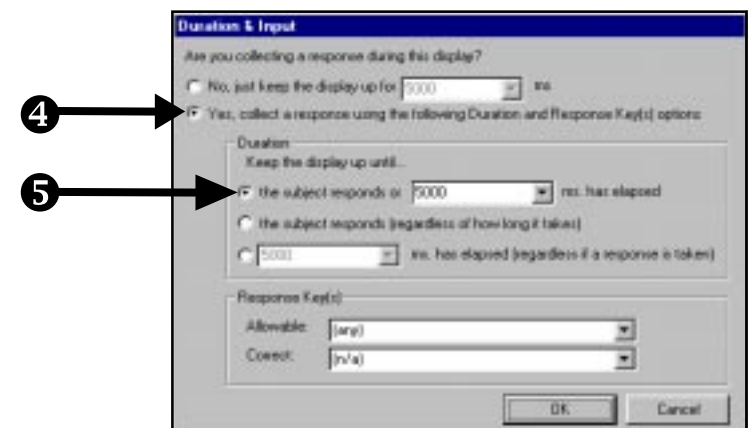 Duration & Input
Are you collecting a response during this display?
No, just keep the display up for 5000 ms
4
Yes, collect a response using the following Duration and Response Key(s) options
Duration
Keep the display up until...
5
the subject responds or 5000 ms. has elapsed
the subject responds (regardless of how long it takes)
5000 ms. has elapsed (regardless if a response is taken)
Response Key(s)
Allowable: (any)
Correct: (n/a)
OK Cancel